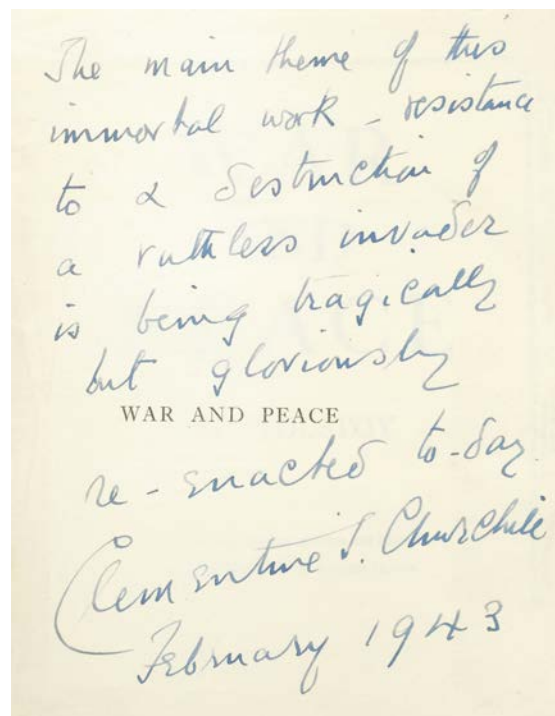 The main theme of this
immortal work - resistance
to & destruction of
a ruthless invader
is being tragically
but gloriously
WAR AND PEACE
re-enacted to-day.
Clementine S. Churchill
February 1943